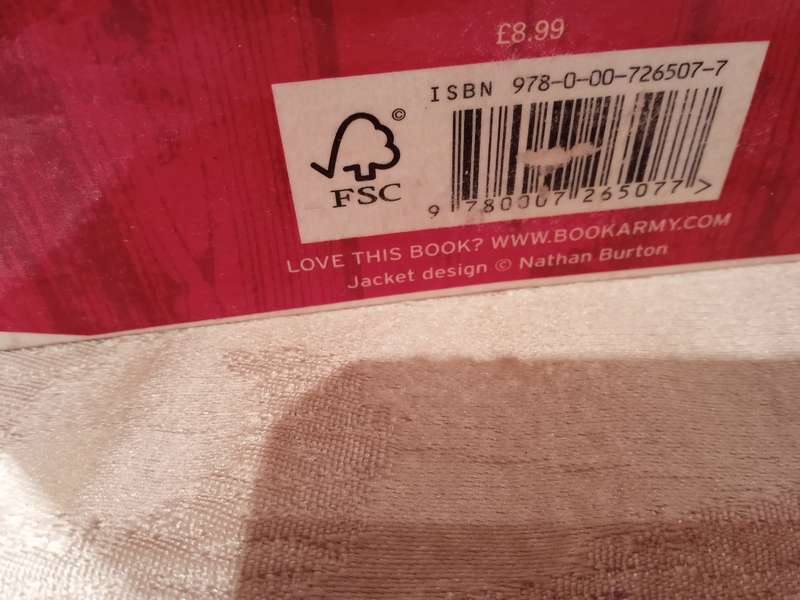 £8.99
ISBN 978-0-00-726507-7
©
FSC
9 780007 265077 >
LOVE THIS BOOK? WWW.BOOKARMY.COM
Jacket design © Nathan Burton